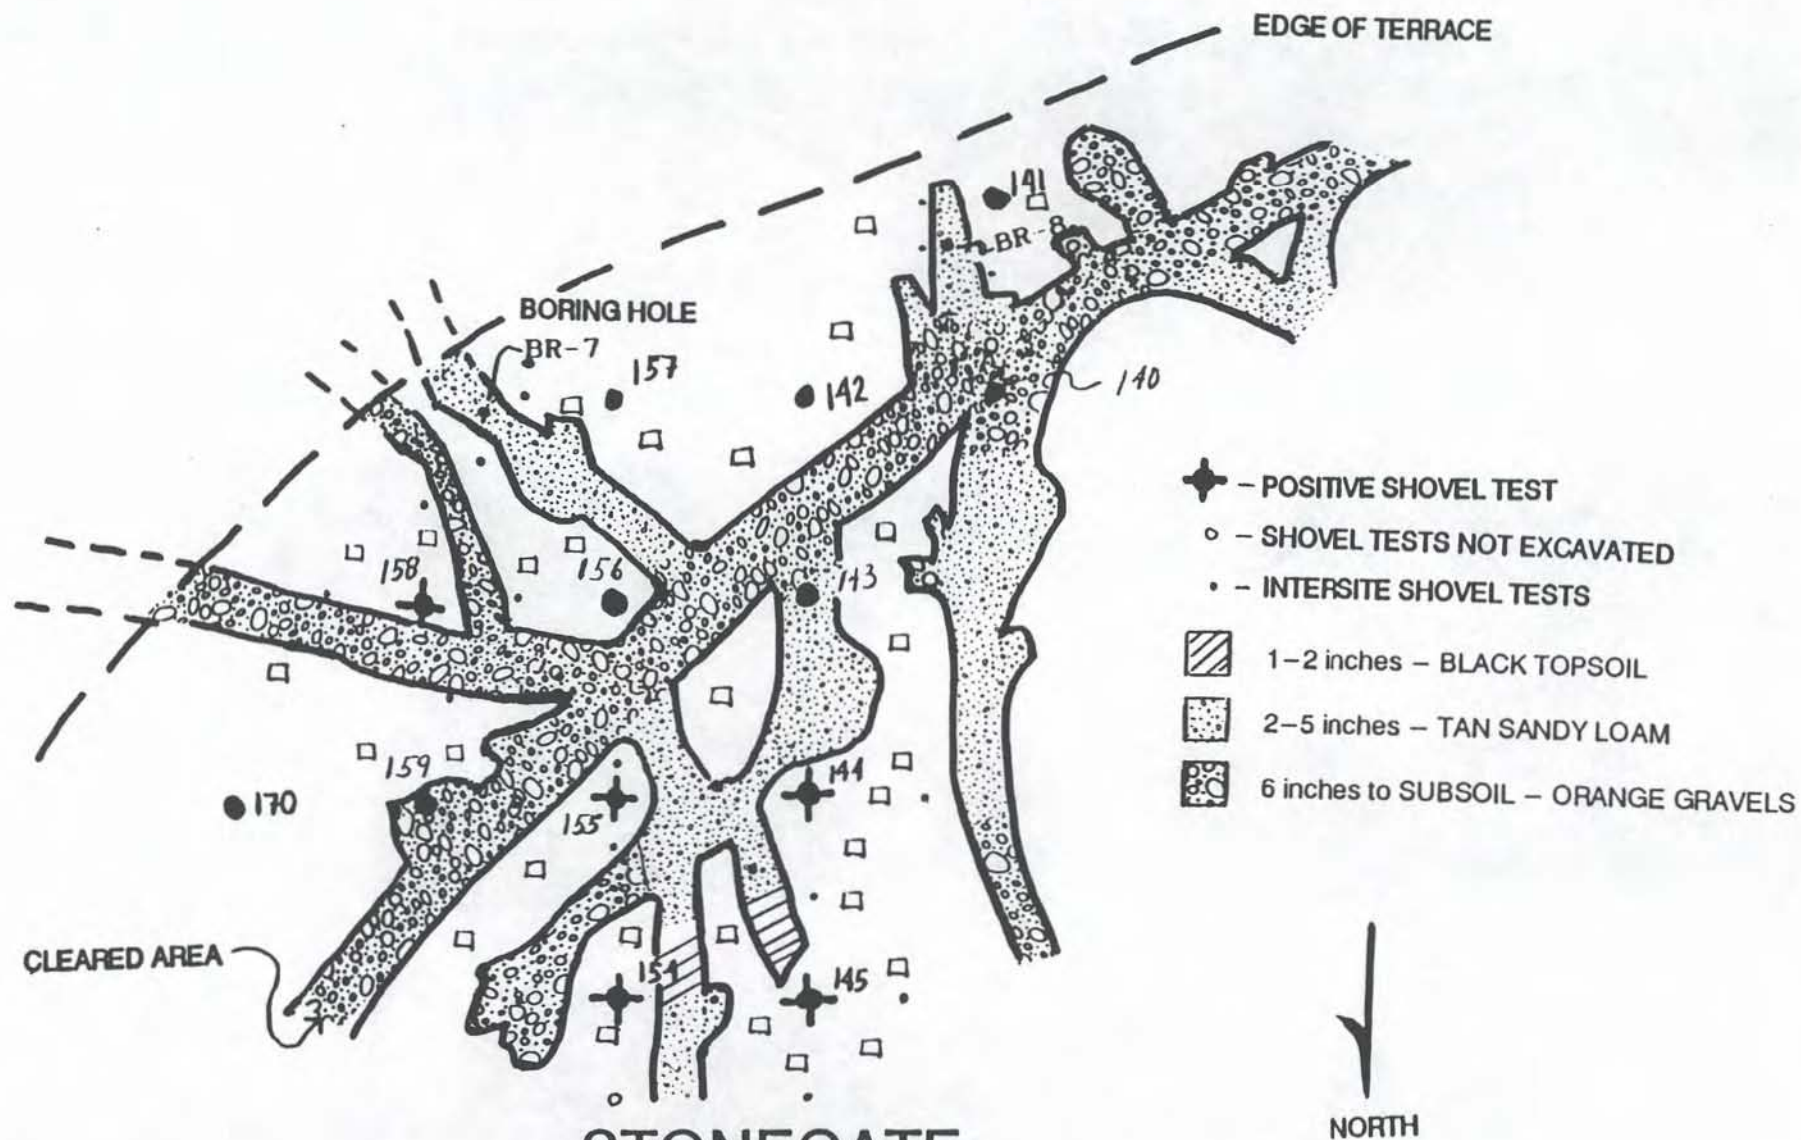 EDGE OF TERRACE
141
BR-8
BORING HOLE
BR-7
157
142
140
– POSITIVE SHOVEL TEST
– SHOVEL TESTS NOT EXCAVATED
– INTERSITE SHOVEL TESTS
1–2 inches – BLACK TOPSOIL
2–5 inches – TAN SANDY LOAM
6 inches to SUBSOIL – ORANGE GRAVELS
158
156
143
159
170
144
155
CLEARED AREA
154
145
NORTH
STONEGATE